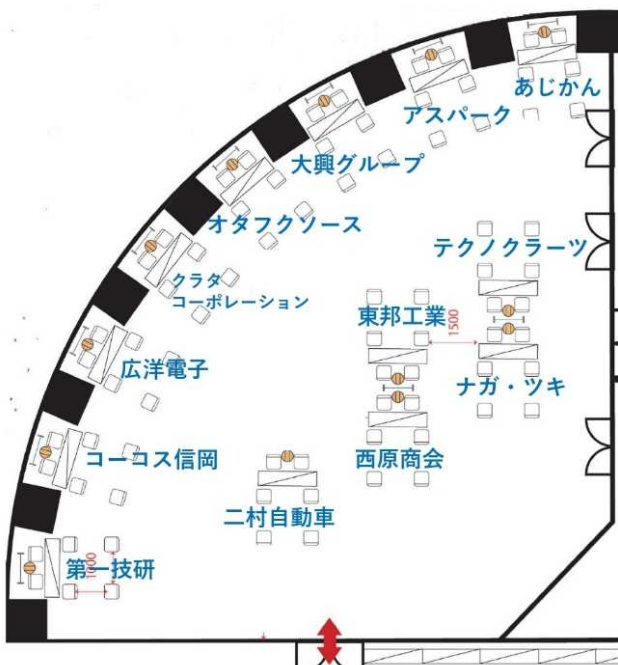 あじかん
アスパーク
大興グループ
オタフクソース
テクノクラーツ
クラタ
コーポレーション
東邦工業
1500
広洋電子
ナガ・ツキ
コーコス信岡
西原商会
二村自動車
第一技研
1000